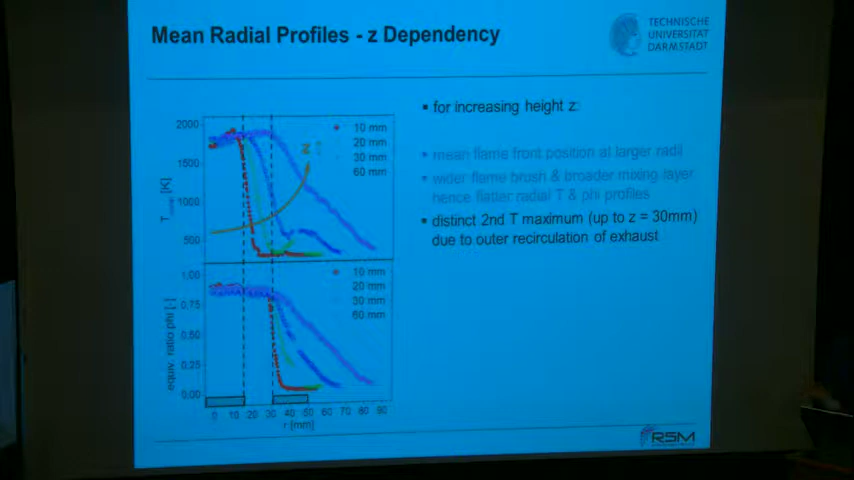 Mean Radial Profiles - z Dependency
TECHNISCHE
UNIVERSITÄT
DARMSTADT
▪ for increasing height z:
▪ mean flame front position at larger radii
▪ wider flame brush & broader mixing layer
hence flatter radial T & phi profiles
▪ distinct 2nd T maximum (up to z = 30mm)
due to outer recirculation of exhaust
2000
1500
1000
500
[K]
10 mm
20 mm
30 mm
60 mm
z
1.00
0.75
0.50
0.25
0.00
equiv. ratio phi [-]
10 mm
20 mm
30 mm
60 mm
0 10 20 30 40 50 60 70 80 90
r [mm]
RSM